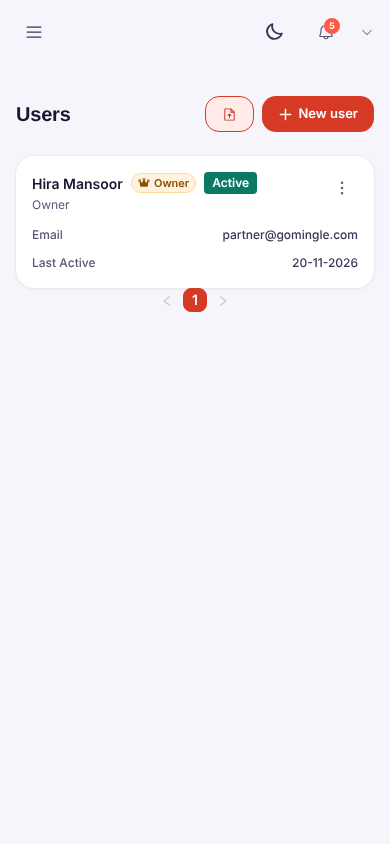 5
Users
New user
Hira Mansoor Owner Active
Owner
Email partner@gomingle.com
Last Active 20-11-2026
1